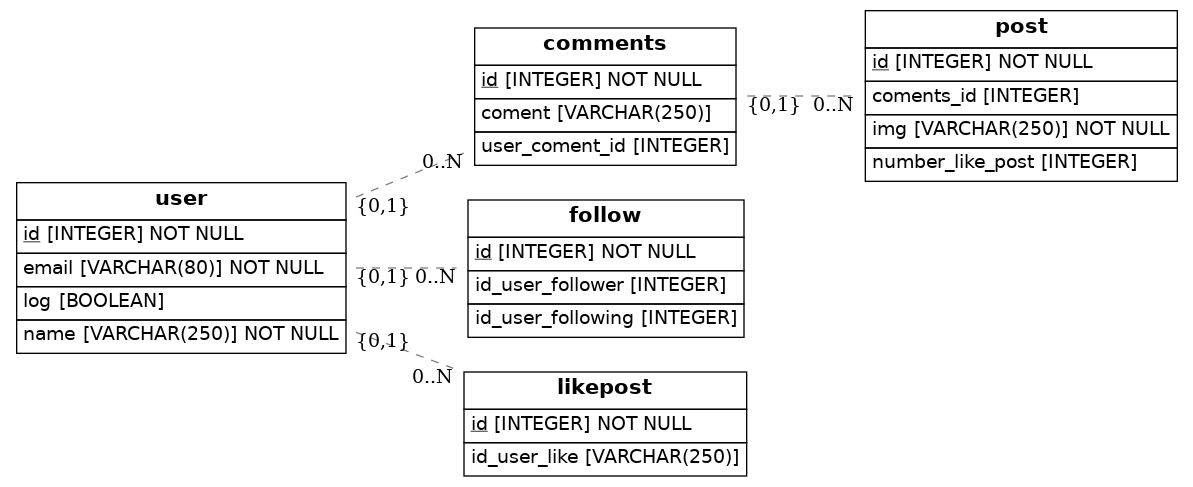 user
id [INTEGER] NOT NULL
email [VARCHAR(80)] NOT NULL
log [BOOLEAN]
name [VARCHAR(250)] NOT NULL
{0,1}
0..N
{0,1} 0..N
{0,1}
0..N
comments
id [INTEGER] NOT NULL
coment [VARCHAR(250)]
user_coment_id [INTEGER]
{0,1} 0..N
follow
id [INTEGER] NOT NULL
id_user_follower [INTEGER]
id_user_following [INTEGER]
likepost
id [INTEGER] NOT NULL
id_user_like [VARCHAR(250)]
post
id [INTEGER] NOT NULL
coments_id [INTEGER]
img [VARCHAR(250)] NOT NULL
number_like_post [INTEGER]